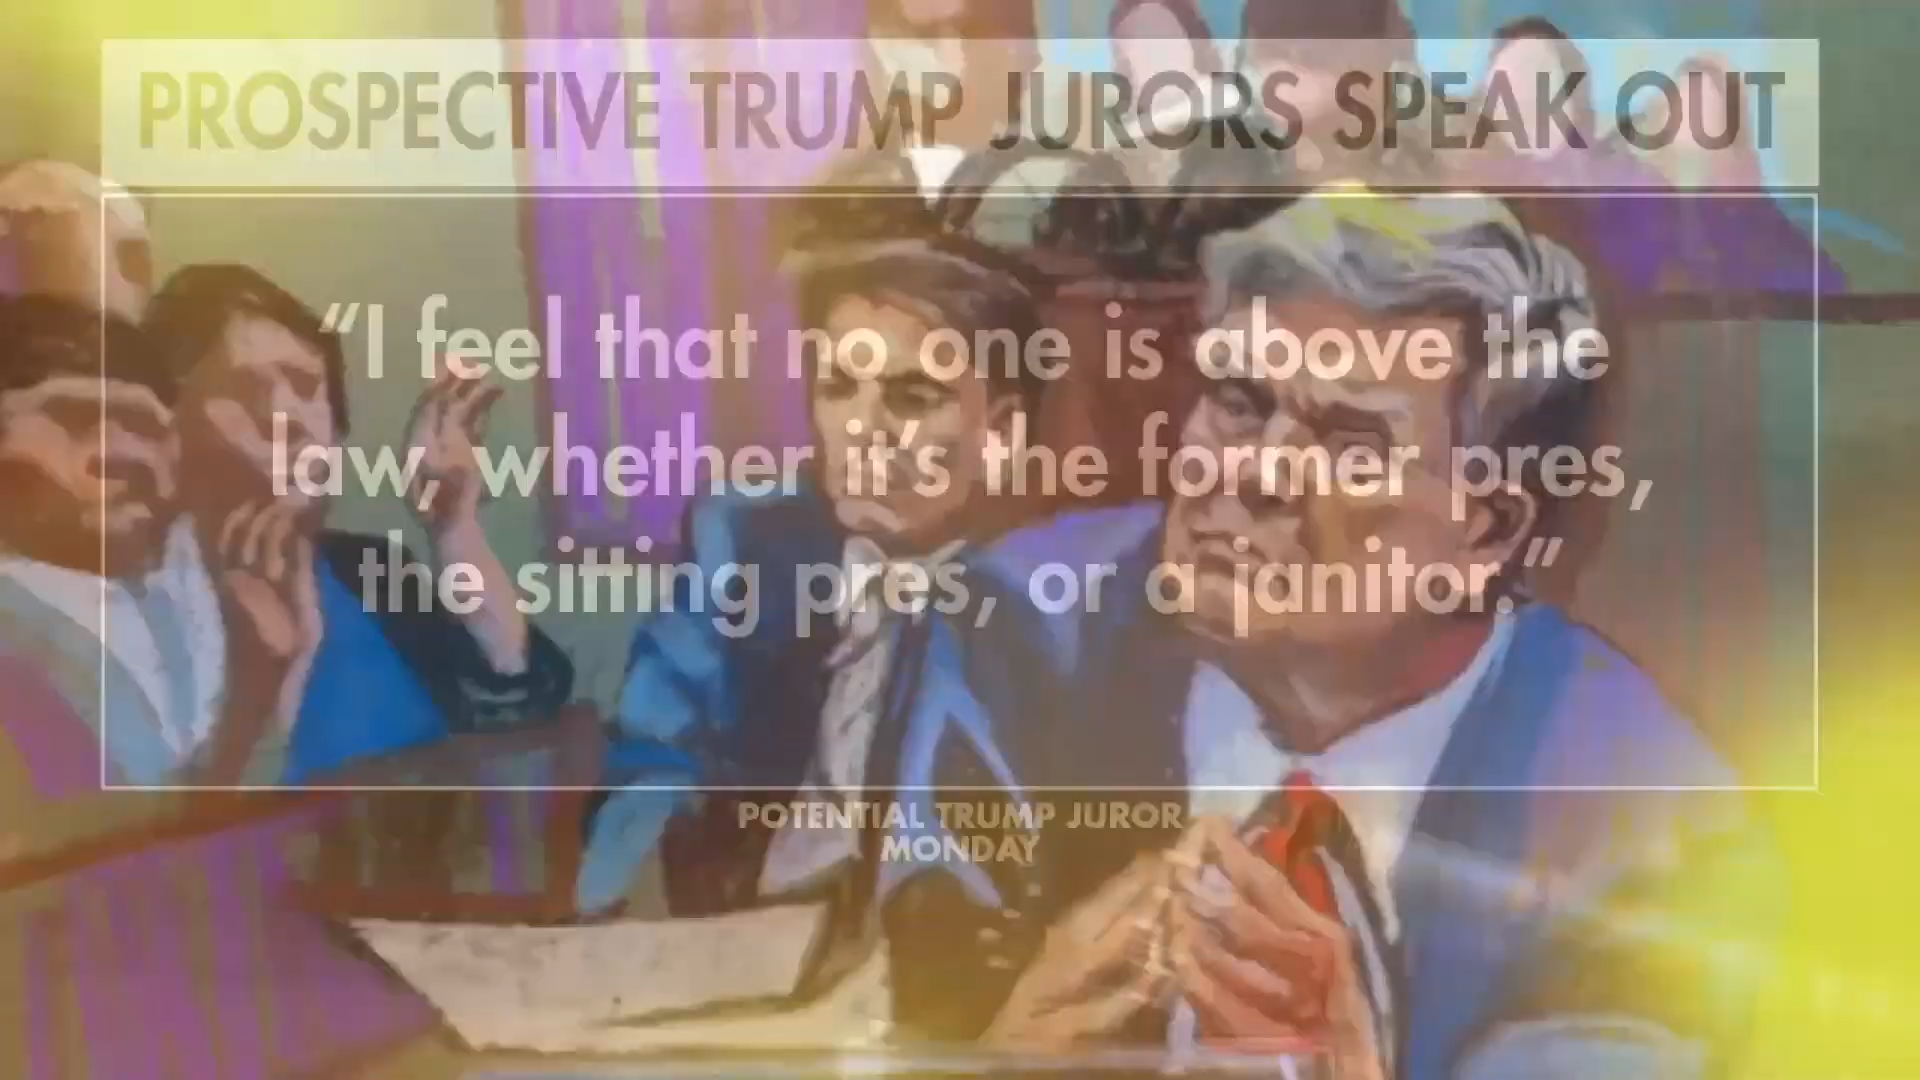 PROSPECTIVE TRUMP JURORS SPEAK OUT
“I feel that no one is above the
law, whether it’s the former pres,
the sitting pres, or a janitor.”
POTENTIAL TRUMP JUROR
MONDAY